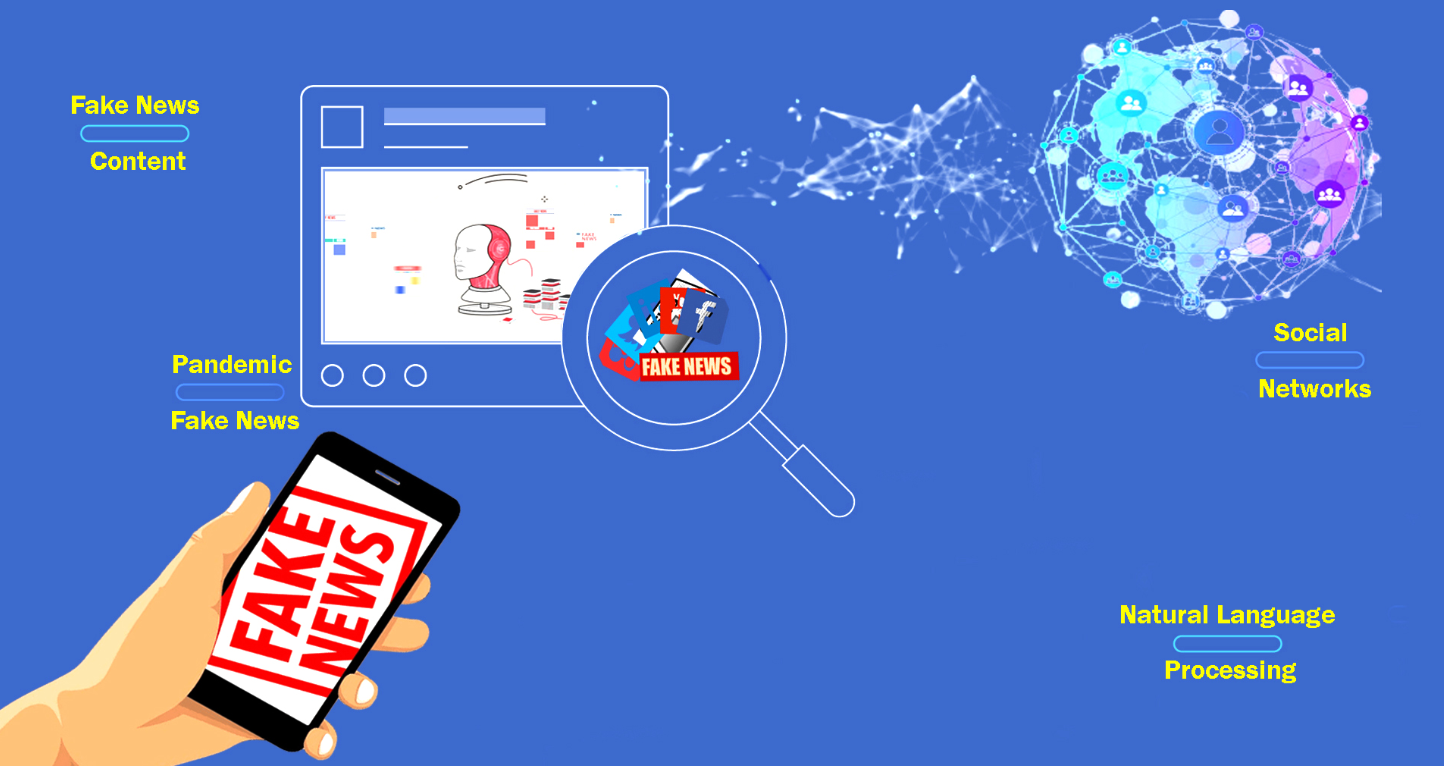 Fake News
Content
Pandemic
Fake News
FAKE
NEWS
FAKE NEWS
f
Social
Networks
Natural Language
Processing